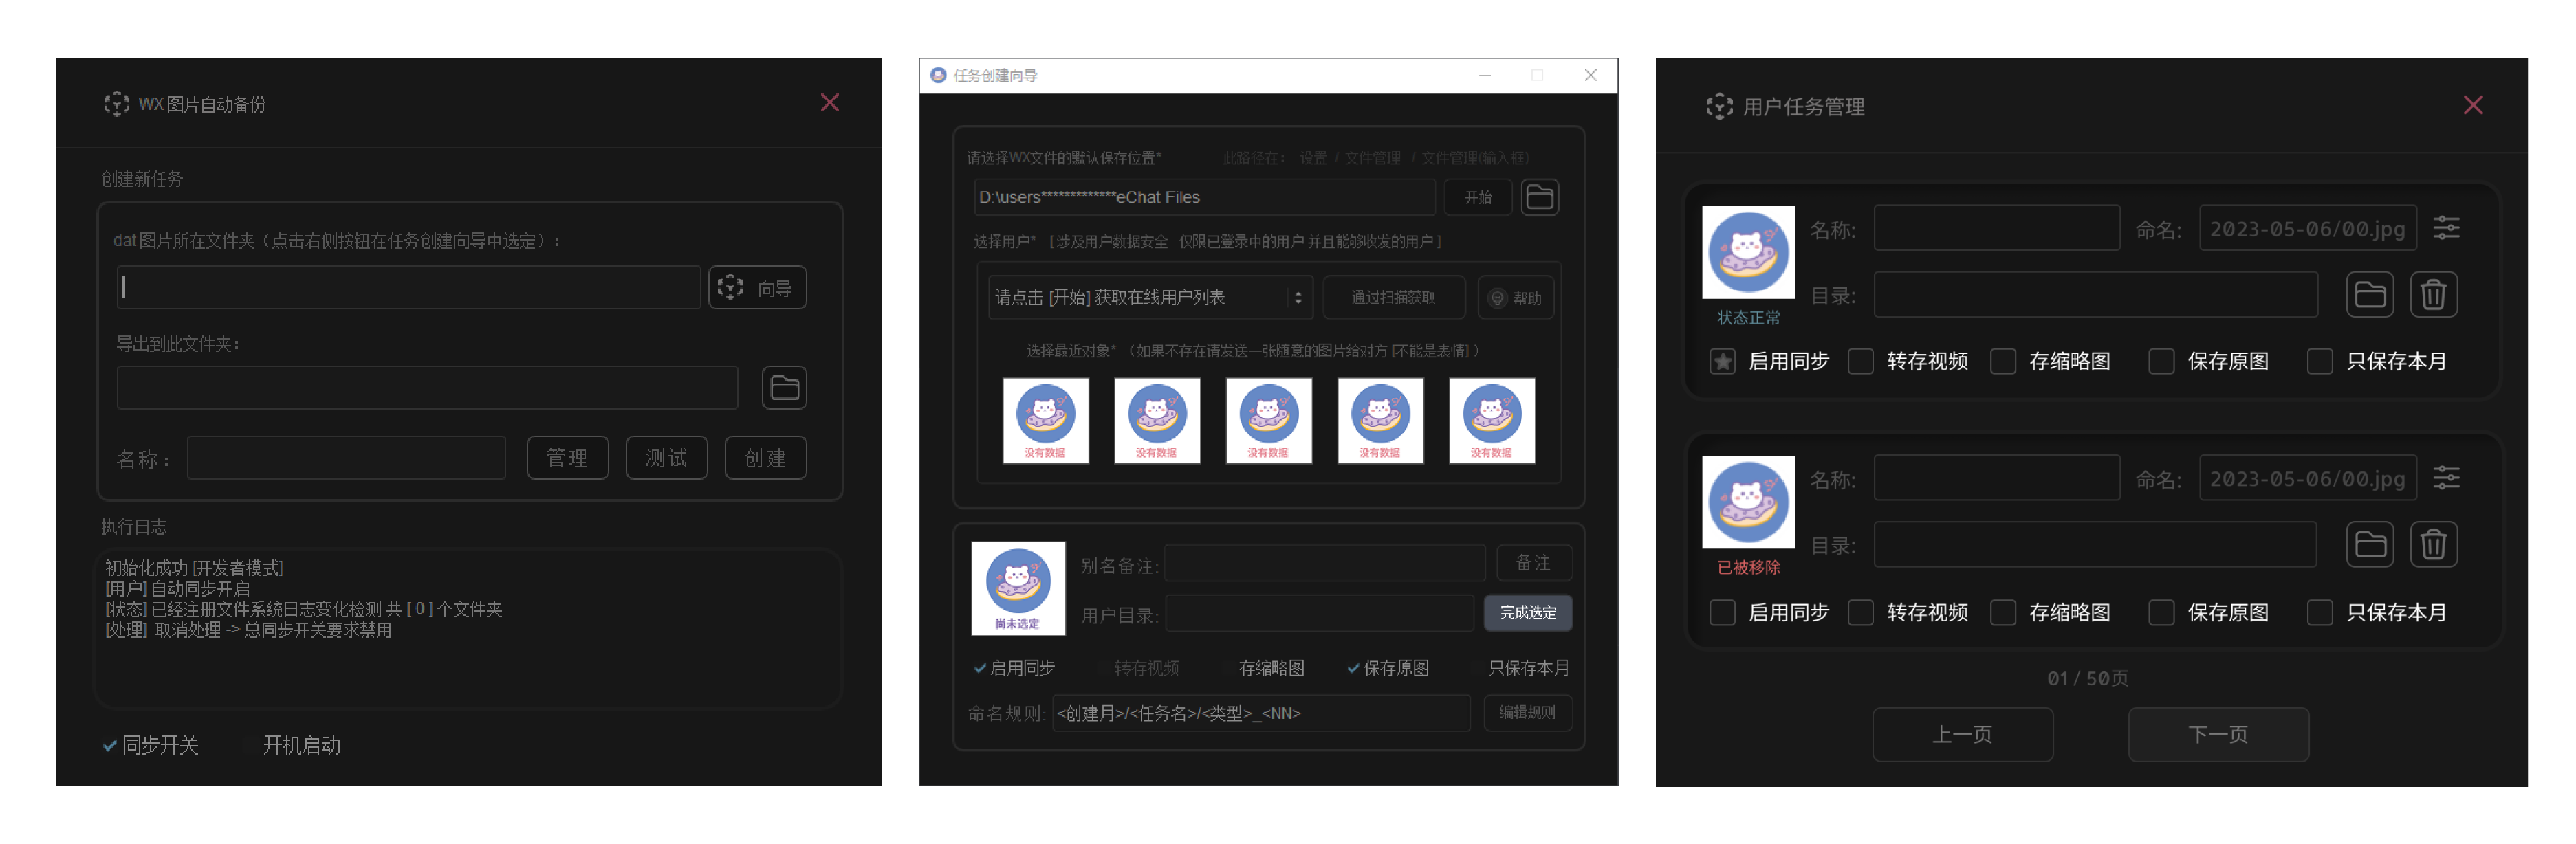 WX 图片自动备份
创建新任务
dat 图片所在文件夹（点击右侧按钮在任务创建向导中选定）：
向导
导出到此文件夹：
名称：
管理
测试
创建
执行日志
初始化成功 [开发者模式]
[用户] 自动同步开启
[状态] 已经注册文件系统日志变化检测 共 [ 0 ] 个文件夹
[处理] 取消处理 -> 总同步开关要求禁用
同步开关
开机启动
任务创建向导
请选择WX文件的默认保存位置* 此路径在： 设置 / 文件管理 / 文件管理(输入框)
D:\users*************eChat Files
开始
选择用户* [ 涉及用户数据安全 仅限已登录中的用户 并且能够收发的用户 ]
请点击 [开始] 获取在线用户列表
通过扫描获取
帮助
选择最近对象* （如果不存在请发送一张随意的图片给对方 [不能是表情] ）
没有数据
没有数据
没有数据
没有数据
没有数据
尚未选定
别名备注:
备注
用户目录:
完成选定
启用同步
转存视频
存缩略图
保存原图
只保存本月
命名规则:
<创建月>/<任务名>/<类型>_<NN>
编辑规则
用户任务管理
状态正常
名称:
命名:
2023-05-06/00.jpg
目录:
启用同步
转存视频
存缩略图
保存原图
只保存本月
已被移除
名称:
命名:
2023-05-06/00.jpg
目录:
启用同步
转存视频
存缩略图
保存原图
只保存本月
01 / 50页
上一页
下一页